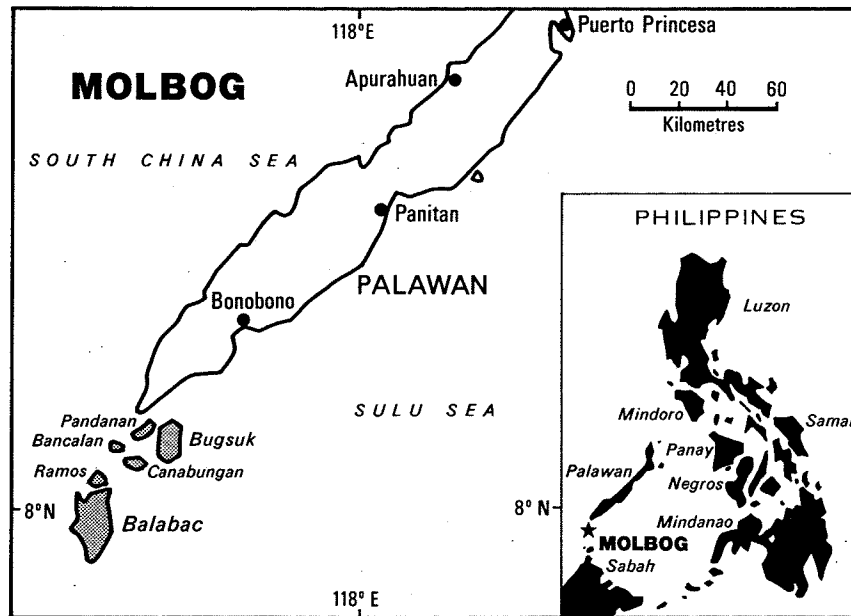 118°E
Puerto Princesa
Apurahuan
MOLBOG
0 20 40 60
Kilometres
SOUTH CHINA SEA
Panitan
PHILIPPINES
PALAWAN
Bonobono
Luzon
SULU SEA
Pandanan
Bancalan
Bugsuk
Mindoro
Samar
Ramos
Canabungan
Panay
Palawan
Negros
8°N
8°N
Balabac
Mindanao
MOLBOG
Sabah
118°E